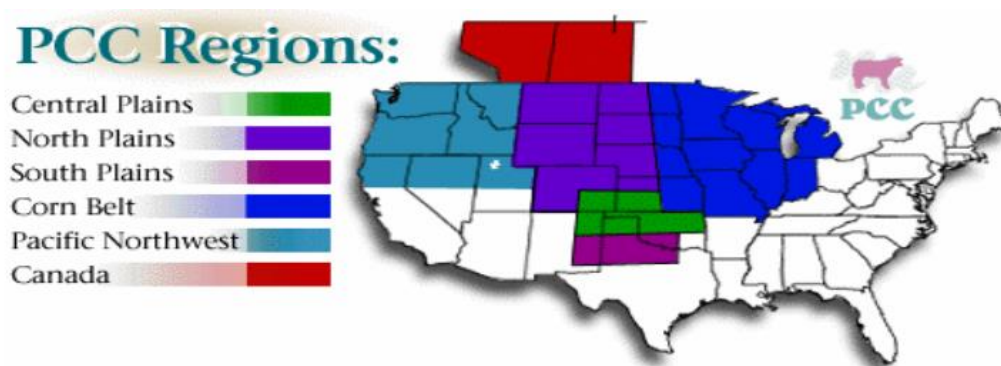 PCC Regions:
Central Plains
North Plains
South Plains
Corn Belt
Pacific Northwest
Canada
PCC